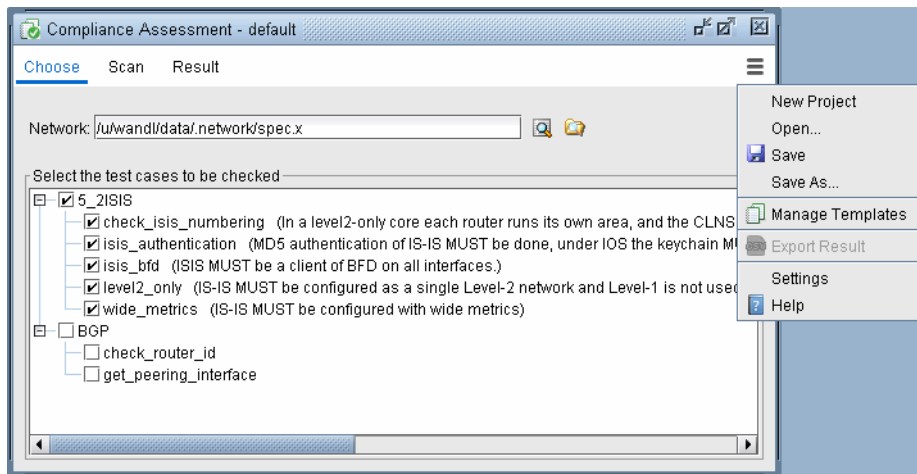 Compliance Assessment - default
Choose Scan Result
New Project
Open...
Save
Save As...
Manage Templates
Export Result
Settings
Help
Network: /u/wandl/data/.network/spec.x
Select the test cases to be checked
5_2ISIS
check_isis_numbering (In a level2-only core each router runs its own area, and the CLNS
isis_authentication (MD5 authentication of IS-IS MUST be done, under IOS the keychain
isis_bfd (ISIS MUST be a client of BFD on all interfaces.)
level2_only (IS-IS MUST be configured as a single Level-2 network and Level-1 is not used
wide_metrics (IS-IS MUST be configured with wide metrics)
BGP
check_router_id
get_peering_interface